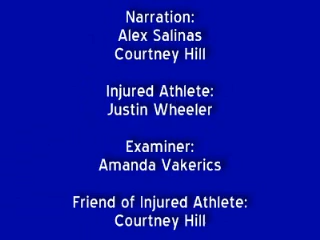 Narration:
Alex Salinas
Courtney Hill
Injured Athlete:
Justin Wheeler
Examiner:
Amanda Vakerics
Friend of Injured Athlete:
Courtney Hill